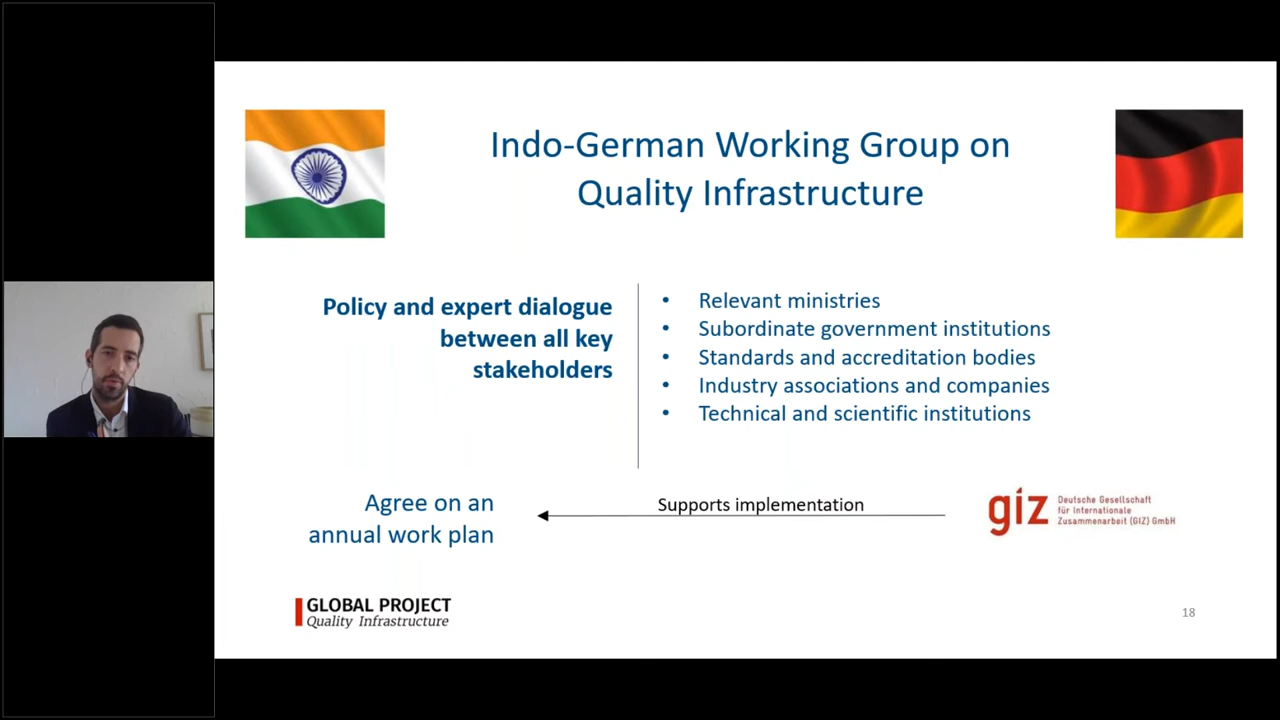 Indo-German Working Group on
Quality Infrastructure
Policy and expert dialogue
between all key
stakeholders
• Relevant ministries
• Subordinate government institutions
• Standards and accreditation bodies
• Industry associations and companies
• Technical and scientific institutions
Agree on an
annual work plan
Supports implementation
giz
Deutsche Gesellschaft
für Internationale
Zusammenarbeit (GIZ) GmbH
GLOBAL PROJECT
Quality Infrastructure
18